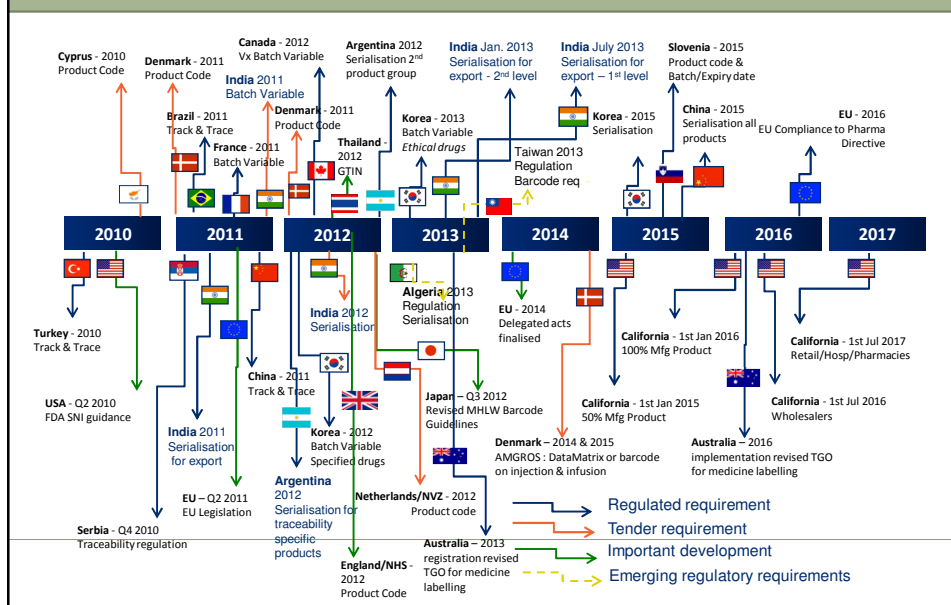 Cyprus - 2010
Product Code
Denmark - 2011
Product Code
India 2011
Batch Variable
Canada - 2012
Vx Batch Variable
Argentina 2012
Serialisation 2nd
product group
India Jan. 2013
Serialisation for
export - 2nd level
India July 2013
Serialisation for
export – 1st level
Slovenia - 2015
Product code &
Batch/Expiry date
Brazil - 2011
Track & Trace
France - 2011
Batch Variable
Denmark - 2011
Product Code
Thailand -
2012
GTIN
Korea - 2013
Batch Variable
Ethical drugs
Taiwan 2013
Regulation
Barcode req
Korea - 2015
Serialisation
China - 2015
Serialisation all
products
EU - 2016
EU Compliance to Pharma
Directive
2010
2011
2012
2013
2014
2015
2016
2017
Turkey - 2010
Track & Trace
USA - Q2 2010
FDA SNI guidance
Serbia - Q4 2010
Traceability regulation
India 2011
Serialisation
for export
EU – Q2 2011
EU Legislation
China - 2011
Track & Trace
Argentina
2012
Serialisation for
traceability
specific
products
India 2012
Serialisation
Korea - 2012
Batch Variable
Specified drugs
England/NHS -
2012
Product Code
Algeria 2013
Regulation
Serialisation
Japan – Q3 2012
Revised MHLW Barcode
Guidelines
Netherlands/NVZ - 2012
Product code
Australia – 2013
registration revised
TGO for medicine
labelling
EU - 2014
Delegated acts
finalised
Denmark – 2014 & 2015
AMGROS : DataMatrix or barcode
on injection & infusion
California - 1st Jan 2015
50% Mfg Product
California - 1st Jan 2016
100% Mfg Product
Australia – 2016
implementation revised TGO
for medicine labelling
California - 1st Jul 2016
Wholesalers
California - 1st Jul 2017
Retail/Hosp/Pharmacies
Regulated requirement
Tender requirement
Important development
Emerging regulatory requirements